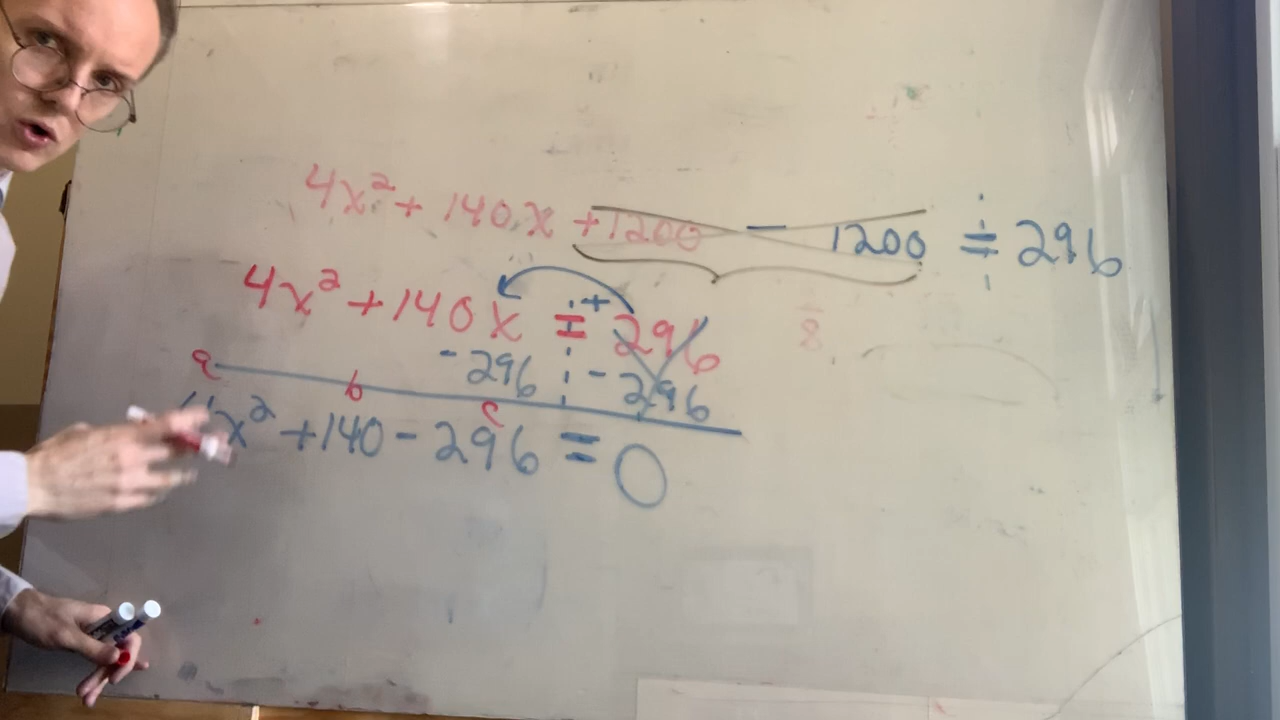 4x² + 140x + 1200 - 1200 = 296
4x² + 140x = + 296
- 296 - 296
a b c
4x² + 140 - 296 = 0